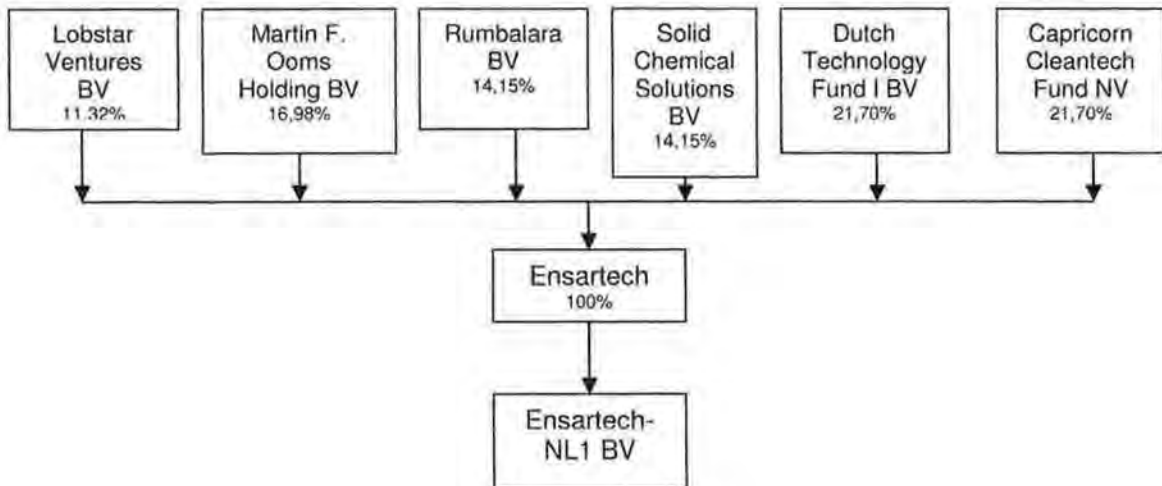 Lobstar
Ventures
BV
11.32%
Martin F.
Ooms
Holding BV
16,98%
Rumbalara
BV
14,15%
Solid
Chemical
Solutions
BV
14,15%
Dutch
Technology
Fund I BV
21,70%
Capricorn
Cleantech
Fund NV
21,70%
Ensartech
100%
Ensartech-
NL1 BV